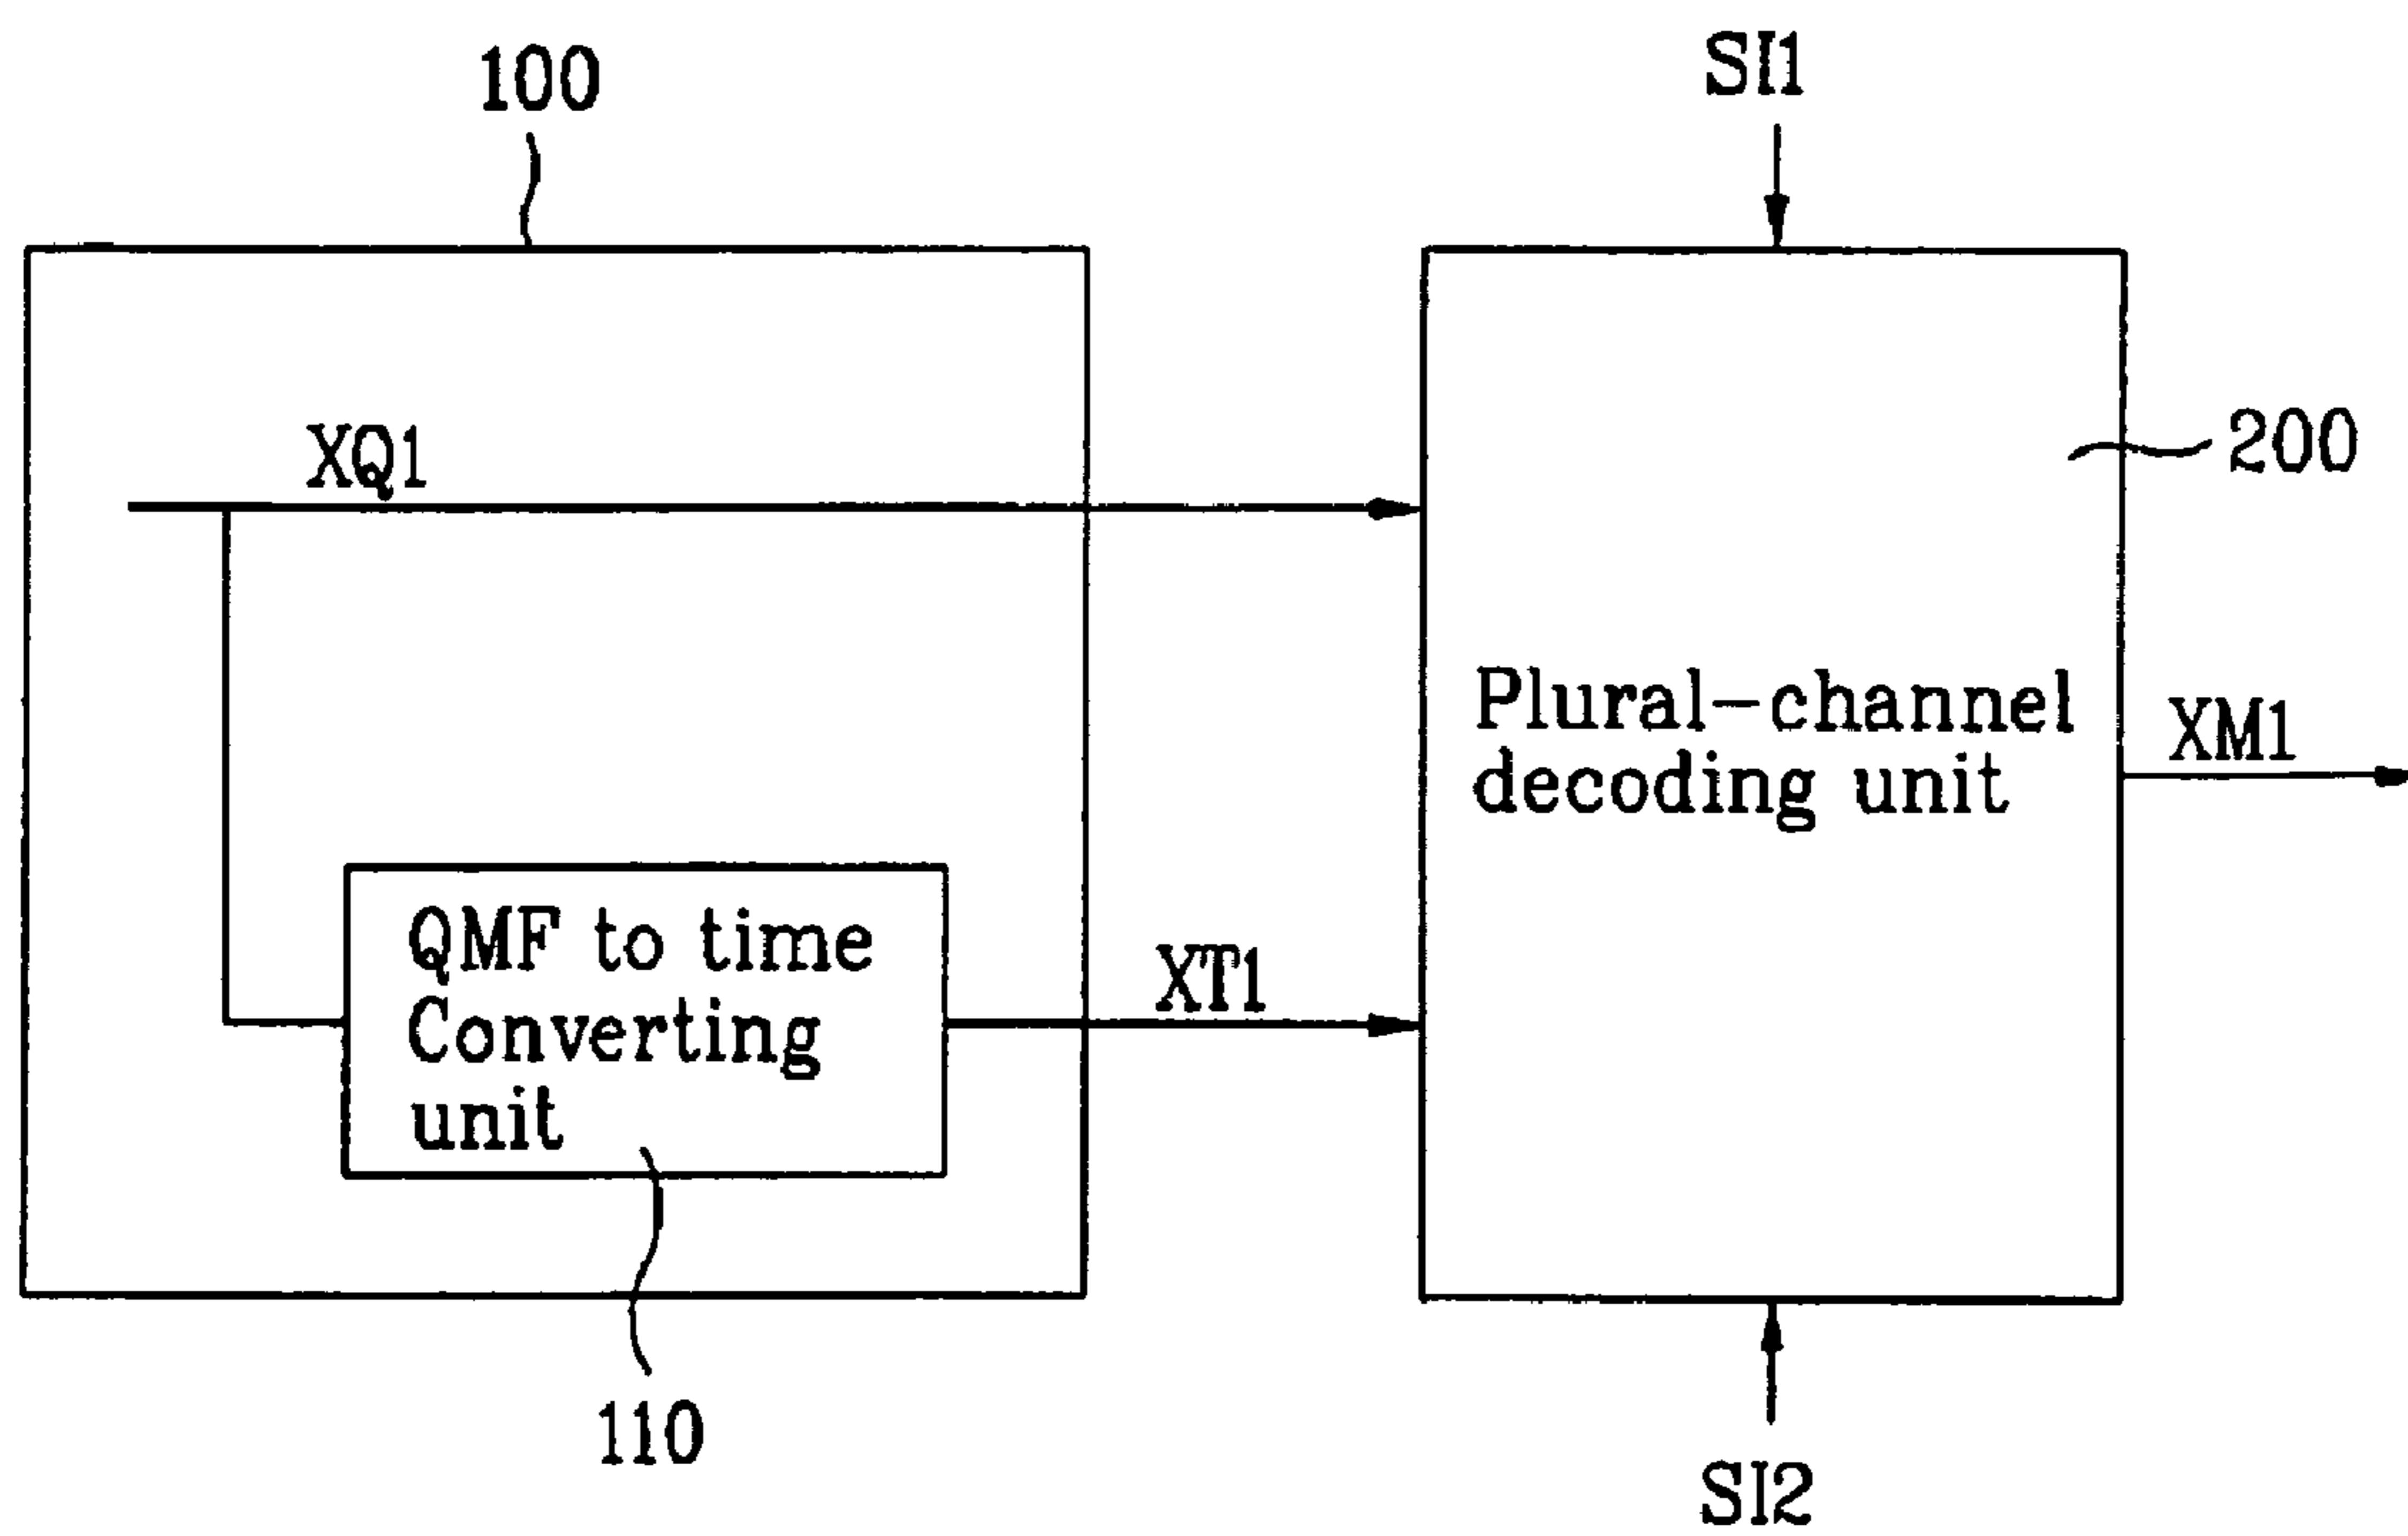 100
SI1
XQ1
200
Plural-channel
decoding unit
XM1
QMF to time
Converting
unit
XT1
110
SI2